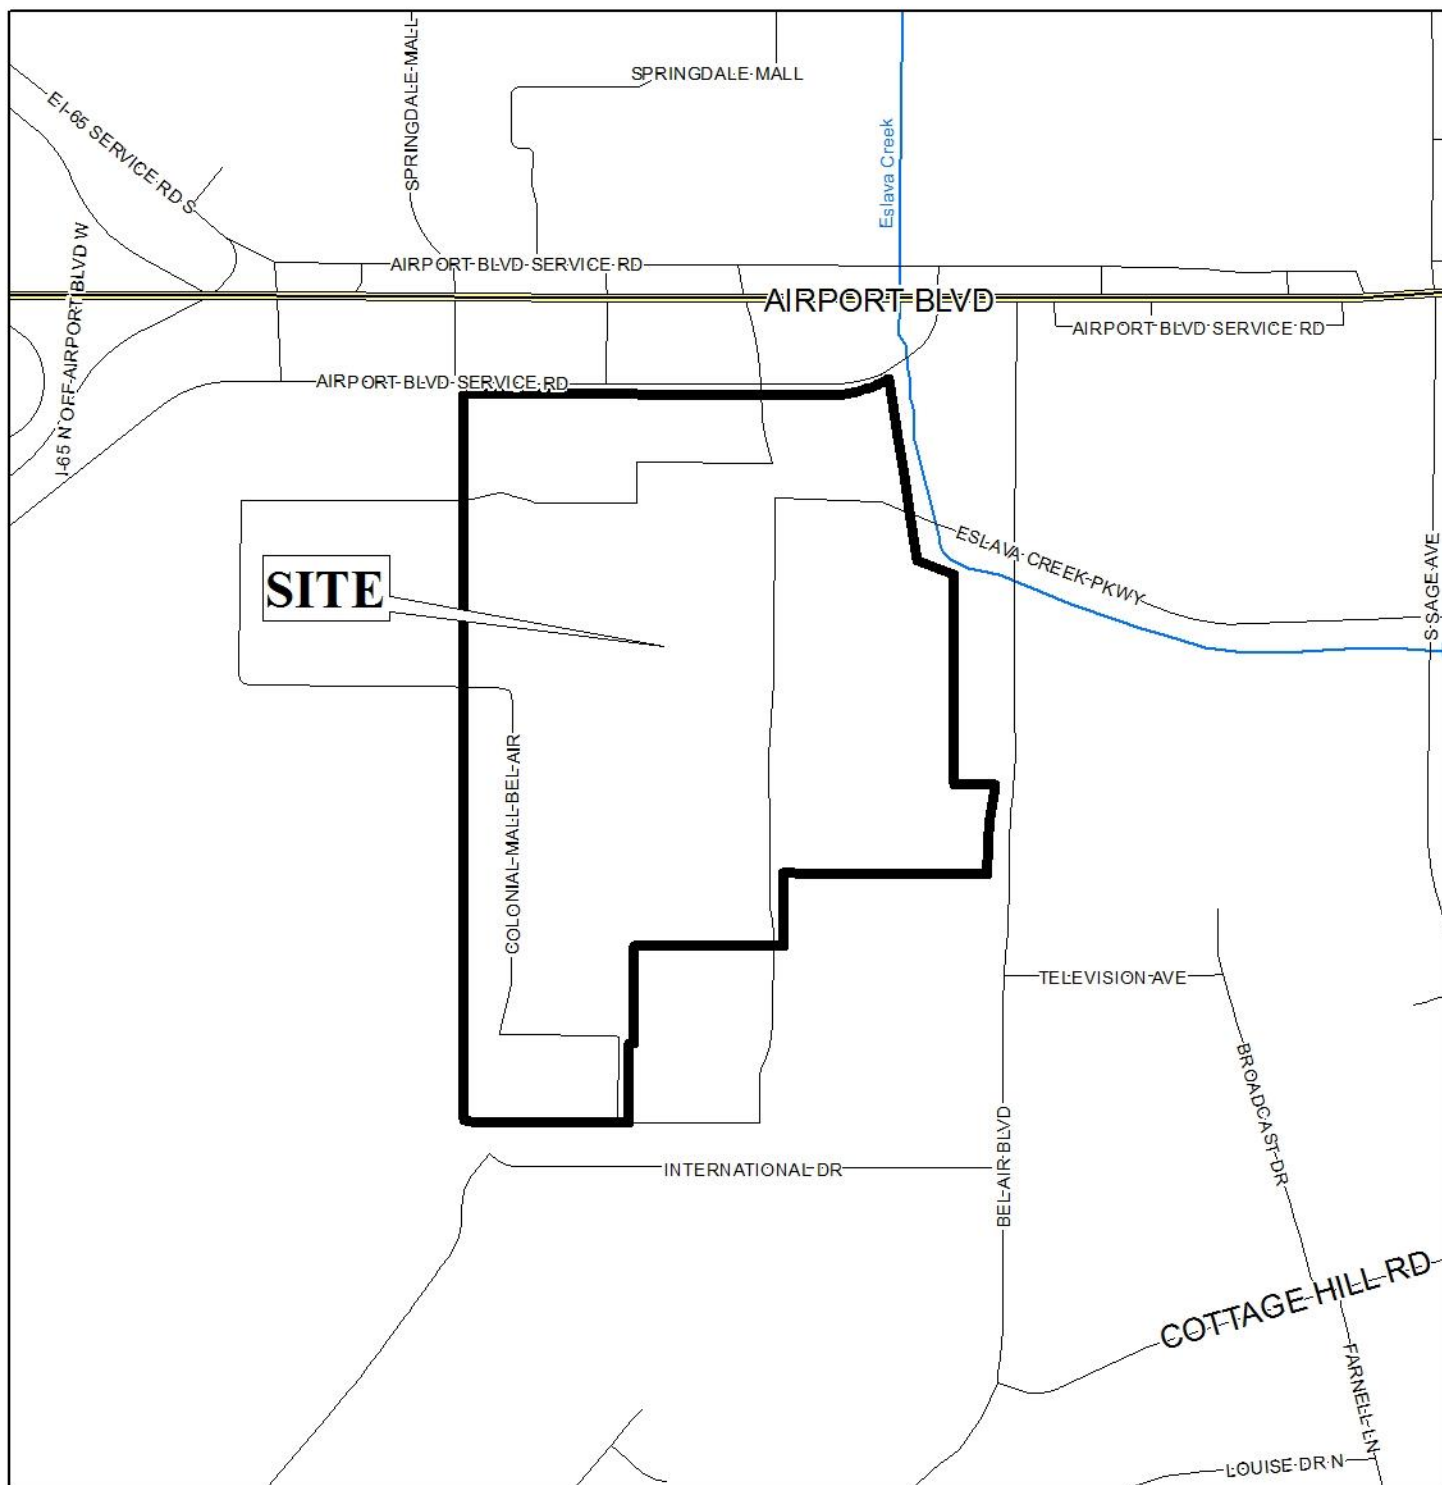 SPRINGDALE MALL
SPRINGDALE MALL
E I-65 SERVICE RD S
Eslava Creek
I-65 N OFF AIRPORT BLVD W
AIRPORT BLVD SERVICE RD
AIRPORT BLVD
AIRPORT BLVD SERVICE RD
AIRPORT BLVD SERVICE RD
ESLAVA CREEK PKWY
SITE
S SAGE AVE
COLONIAL MALL BEL AIR
TELEVISION AVE
BROADCAST DR
BEL AIR BLVD
INTERNATIONAL DR
COTTAGE HILL RD
FARNELL LN
LOUISE DR N